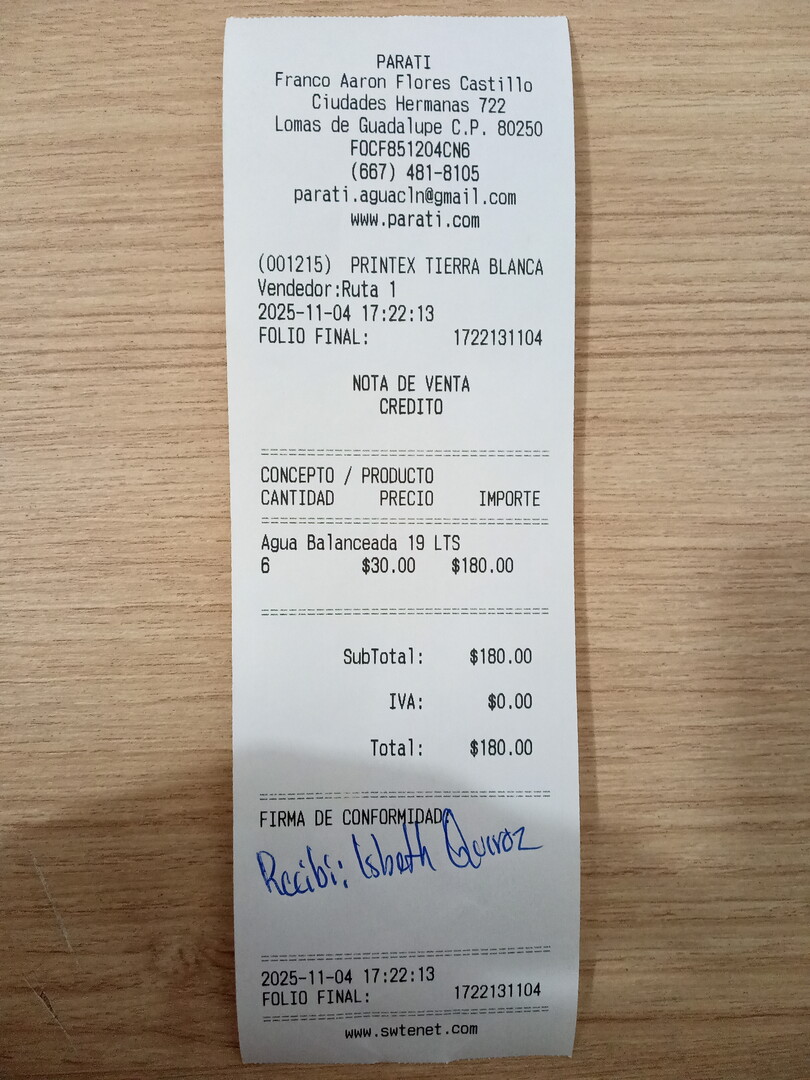 PARATI
Franco Aaron Flores Castillo
Ciudades Hermanas 722
Lomas de Guadalupe C.P. 80250
FOCF851204CN6
(667) 481-8105
parati.aguacln@gmail.com
www.parati.com
(001215) PRINTEX TIERRA BLANCA
Vendedor:Ruta 1
2025-11-04 17:22:13
FOLIO FINAL: 1722131104
NOTA DE VENTA
CREDITO
CONCEPTO / PRODUCTO
CANTIDAD PRECIO IMPORTE
Agua Balanceada 19 LTS
6 $30.00 $180.00
SubTotal: $180.00
IVA: $0.00
Total: $180.00
FIRMA DE CONFORMIDAD
Recibi: Isbeth Quiroz
2025-11-04 17:22:13
FOLIO FINAL: 1722131104
www.swtenet.com